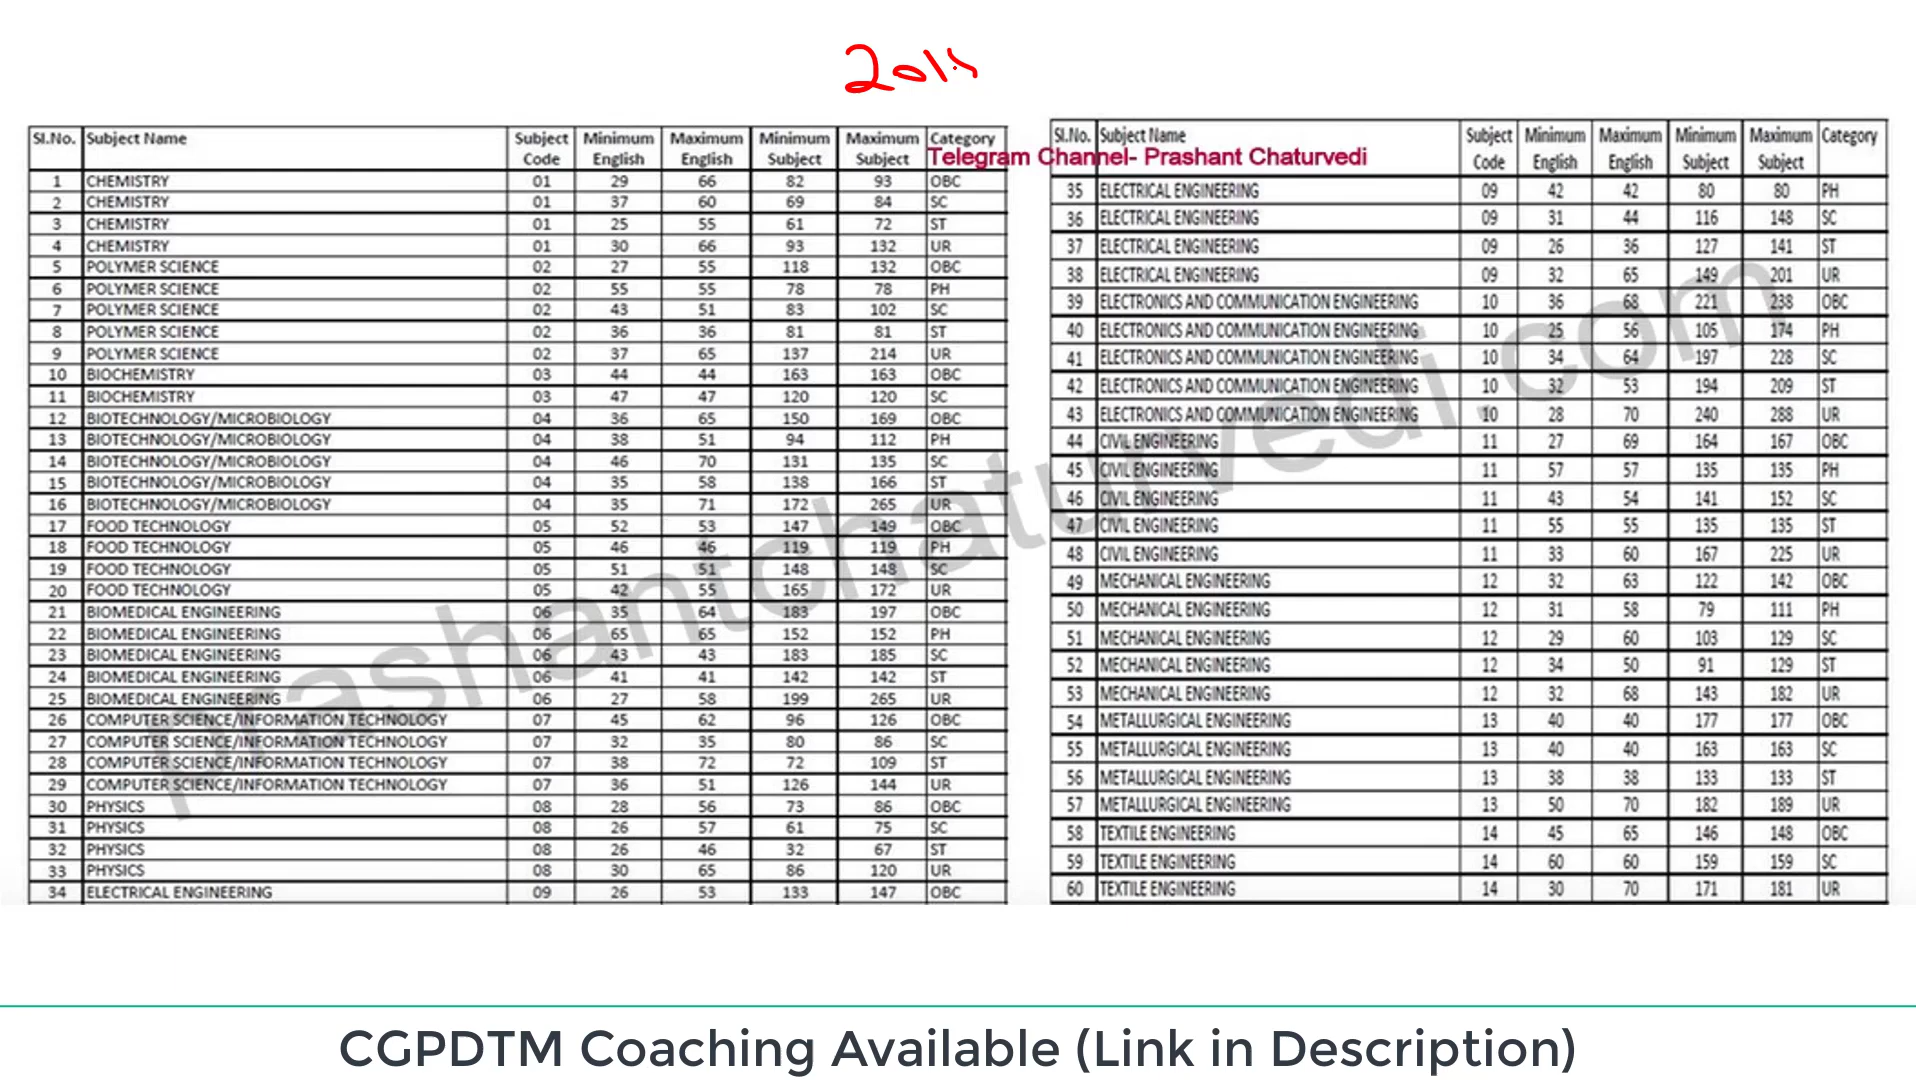 201
Sl.No. Subject Name Subject Code Minimum English Maximum English Minimum Subject Maximum Subject Category
1 CHEMISTRY 01 29 66 82 93 OBC
2 CHEMISTRY 01 37 60 69 84 SC
3 CHEMISTRY 01 25 55 61 72 ST
4 CHEMISTRY 01 30 66 93 132 UR
5 POLYMER SCIENCE 02 27 55 118 132 OBC
6 POLYMER SCIENCE 02 55 55 78 78 PH
7 POLYMER SCIENCE 02 43 51 83 102 SC
8 POLYMER SCIENCE 02 36 36 81 81 ST
9 POLYMER SCIENCE 02 37 65 137 214 UR
10 BIOCHEMISTRY 03 44 44 163 163 OBC
11 BIOCHEMISTRY 03 47 47 120 120 SC
12 BIOTECHNOLOGY/MICROBIOLOGY 04 36 65 150 169 OBC
13 BIOTECHNOLOGY/MICROBIOLOGY 04 38 51 94 112 PH
14 BIOTECHNOLOGY/MICROBIOLOGY 04 46 70 131 135 SC
15 BIOTECHNOLOGY/MICROBIOLOGY 04 35 58 138 166 ST
16 BIOTECHNOLOGY/MICROBIOLOGY 04 35 71 172 265 UR
17 FOOD TECHNOLOGY 05 52 53 147 149 OBC
18 FOOD TECHNOLOGY 05 46 46 119 119 PH
19 FOOD TECHNOLOGY 05 51 51 148 148 SC
20 FOOD TECHNOLOGY 05 42 55 165 172 UR
21 BIOMEDICAL ENGINEERING 06 35 64 183 197 OBC
22 BIOMEDICAL ENGINEERING 06 65 65 152 152 PH
23 BIOMEDICAL ENGINEERING 06 43 43 183 185 SC
24 BIOMEDICAL ENGINEERING 06 41 41 142 142 ST
25 BIOMEDICAL ENGINEERING 06 27 58 199 265 UR
26 COMPUTER SCIENCE/INFORMATION TECHNOLOGY 07 45 62 96 126 OBC
27 COMPUTER SCIENCE/INFORMATION TECHNOLOGY 07 32 35 80 86 SC
28 COMPUTER SCIENCE/INFORMATION TECHNOLOGY 07 38 72 72 109 ST
29 COMPUTER SCIENCE/INFORMATION TECHNOLOGY 07 36 51 126 144 UR
30 PHYSICS 08 28 56 73 86 OBC
31 PHYSICS 08 26 57 61 75 SC
32 PHYSICS 08 26 46 32 67 ST
33 PHYSICS 08 30 65 86 120 UR
34 ELECTRICAL ENGINEERING 09 26 53 133 147 OBC
Telegram Channel- Prashant Chaturvedi
Sl.No. Subject Name Subject Code Minimum English Maximum English Minimum Subject Maximum Subject Category
35 ELECTRICAL ENGINEERING 09 42 42 80 80 PH
36 ELECTRICAL ENGINEERING 09 31 44 116 148 SC
37 ELECTRICAL ENGINEERING 09 26 36 127 141 ST
38 ELECTRICAL ENGINEERING 09 32 65 149 201 UR
39 ELECTRONICS AND COMMUNICATION ENGINEERING 10 36 68 221 238 OBC
40 ELECTRONICS AND COMMUNICATION ENGINEERING 10 25 56 105 174 PH
41 ELECTRONICS AND COMMUNICATION ENGINEERING 10 34 64 197 228 SC
42 ELECTRONICS AND COMMUNICATION ENGINEERING 10 32 53 194 209 ST
43 ELECTRONICS AND COMMUNICATION ENGINEERING 10 28 70 240 288 UR
44 CIVIL ENGINEERING 11 27 69 164 167 OBC
45 CIVIL ENGINEERING 11 57 57 135 135 PH
46 CIVIL ENGINEERING 11 43 54 141 152 SC
47 CIVIL ENGINEERING 11 55 55 135 135 ST
48 CIVIL ENGINEERING 11 33 60 167 225 UR
49 MECHANICAL ENGINEERING 12 32 63 122 142 OBC
50 MECHANICAL ENGINEERING 12 31 58 79 111 PH
51 MECHANICAL ENGINEERING 12 29 60 103 129 SC
52 MECHANICAL ENGINEERING 12 34 50 91 129 ST
53 MECHANICAL ENGINEERING 12 32 68 143 182 UR
54 METALLURGICAL ENGINEERING 13 40 40 177 177 OBC
55 METALLURGICAL ENGINEERING 13 40 40 163 163 SC
56 METALLURGICAL ENGINEERING 13 38 38 133 133 ST
57 METALLURGICAL ENGINEERING 13 50 70 182 189 UR
58 TEXTILE ENGINEERING 14 45 65 146 148 OBC
59 TEXTILE ENGINEERING 14 60 60 159 159 SC
60 TEXTILE ENGINEERING 14 30 70 171 181 UR
prashantchaturvedi.com
CGPDTM Coaching Available (Link in Description)